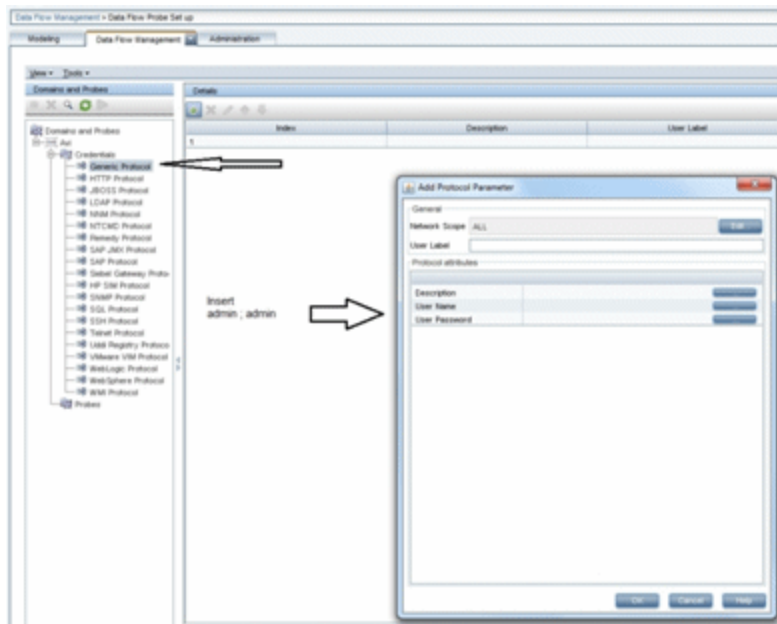 Data Flow Management > Data Flow Probe Set up
Modeling
Data Flow Management
Administration
View
Tools
Domains and Probes
Details
Index
Description
User Label
1
Domains and Probes
Avi
Credentials
Generic Protocol
HTTP Protocol
JBOSS Protocol
LDAP Protocol
NNM Protocol
NTCMD Protocol
Remedy Protocol
SAP JMX Protocol
SAP Protocol
Siebel Gateway Proto
HP SIM Protocol
SNMP Protocol
SQL Protocol
SSH Protocol
Telnet Protocol
Uddi Registry Protoco
VMware VIM Protocol
WebLogic Protocol
WebSphere Protocol
WMI Protocol
Probes
Insert
admin ; admin
Add Protocol Parameter
General
Network Scope
ALL
Edit
User Label
Protocol attributes
Description
User Name
User Password
OK
Cancel
Help